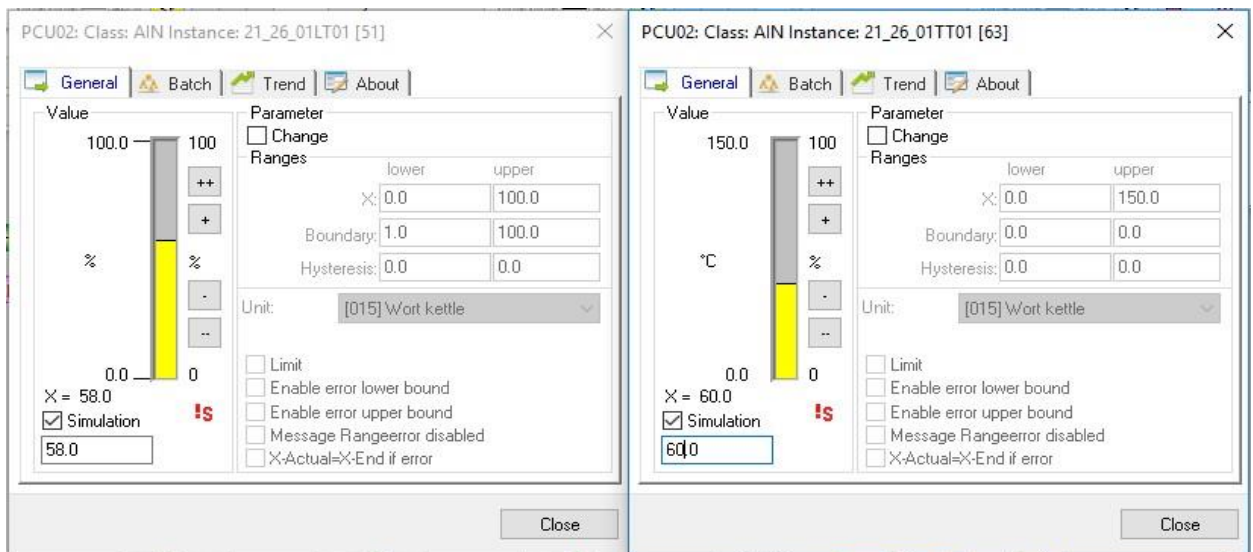 PCU02: Class: AIN Instance: 21_26_01LT01 [51]
General Batch Trend About
Value
100.0
100
++
+
%
%
-
--
0.0
0
X = 58.0
Simulation
!S
58.0
Parameter
Change
Ranges
lower upper
X: 0.0 100.0
Boundary: 1.0 100.0
Hysteresis: 0.0 0.0
Unit: [015] Wort kettle
Limit
Enable error lower bound
Enable error upper bound
Message Rangeerror disabled
X-Actual=X-End if error
Close
PCU02: Class: AIN Instance: 21_26_01TT01 [63]
General Batch Trend About
Value
150.0
100
++
+
°C
%
-
--
0.0
0
X = 60.0
Simulation
!S
60.0
Parameter
Change
Ranges
lower upper
X: 0.0 150.0
Boundary: 0.0 0.0
Hysteresis: 0.0 0.0
Unit: [015] Wort kettle
Limit
Enable error lower bound
Enable error upper bound
Message Rangeerror disabled
X-Actual=X-End if error
Close